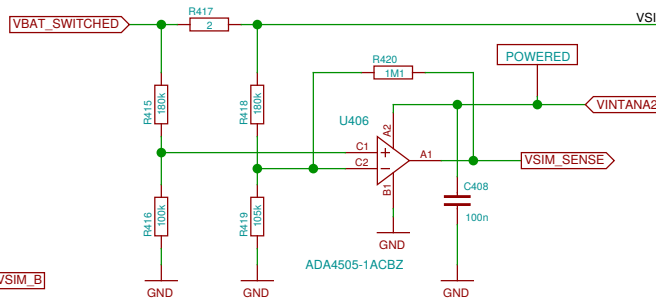 VBAT_SWITCHED
R417
2
VSI
R420
1M1
POWERED
VINTANA2
R415
180k
R418
180k
U406
A2
C1
C2
+
−
A1
B1
VSIM_SENSE
R416
100k
R419
105k
C408
100n
GND
ADA4505-1ACBZ
VSIM_B
GND
GND
GND